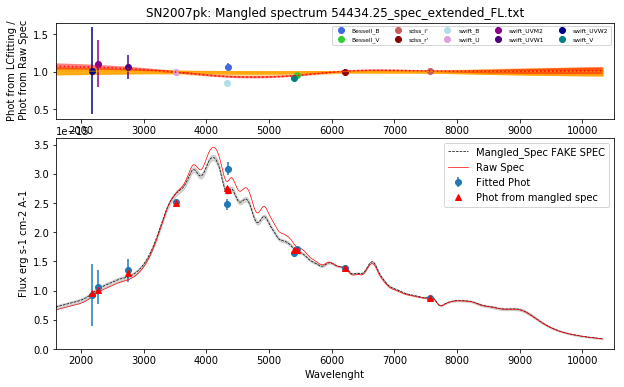 SN2007pk: Mangled spectrum 54434.25_spec_extended_FL.txt
Phot from LCfitting /
Phot from Raw Spec
1.5
1.0
0.5
Bessell_B
Bessell_V
sdss_i'
sdss_r'
swift_B
swift_U
swift_UVM2
swift_UVW1
swift_UVW2
swift_V
2000 3000 4000 5000 6000 7000 8000 9000 10000
1e−15
Flux erg s-1 cm-2 A-1
3.5
3.0
2.5
2.0
1.5
1.0
0.5
0.0
Mangled_Spec FAKE SPEC
Raw Spec
Fitted Phot
Phot from mangled spec
2000 3000 4000 5000 6000 7000 8000 9000 10000
Wavelenght